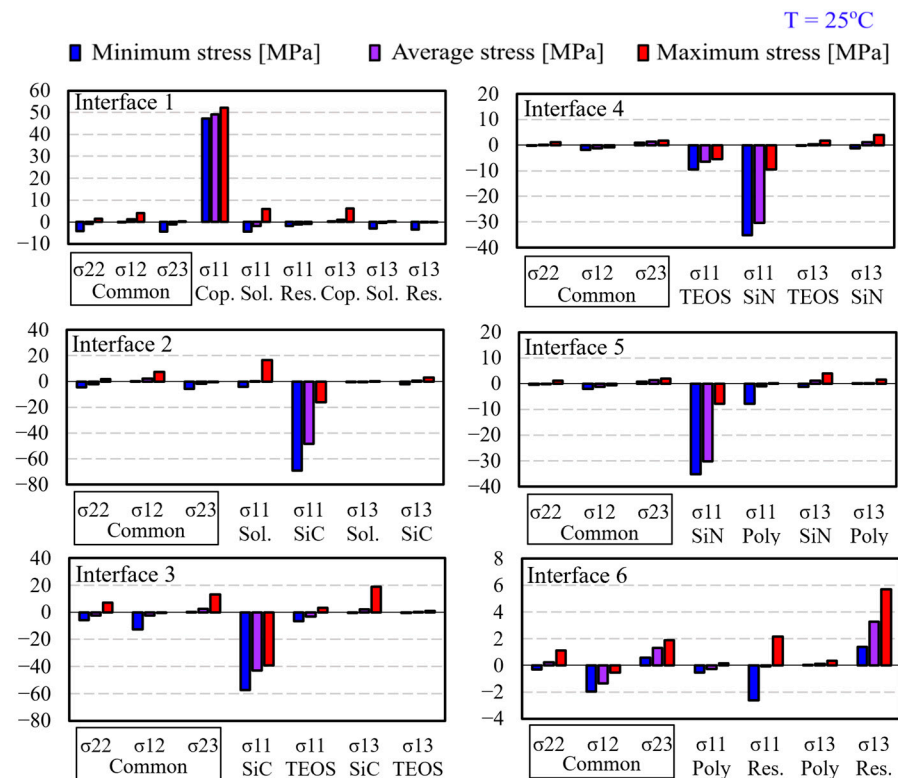 T = 25°C
Minimum stress [MPa] Average stress [MPa] Maximum stress [MPa]
Interface 1
60
50
40
30
20
10
0
−10
σ22 σ12 σ23 σ11 σ11 σ11 σ13 σ13 σ13
Common Cop. Sol. Res. Cop. Sol. Res.
Interface 4
20
10
0
−10
−20
−30
−40
σ22 σ12 σ23 σ11 σ11 σ13 σ13
Common TEOS SiN TEOS SiN
Interface 2
40
20
0
−20
−40
−60
−80
σ22 σ12 σ23 σ11 σ11 σ13 σ13
Common Sol. SiC Sol. SiC
Interface 5
20
10
0
−10
−20
−30
−40
σ22 σ12 σ23 σ11 σ11 σ13 σ13
Common SiN Poly SiN Poly
Interface 3
40
20
0
−20
−40
−60
−80
σ22 σ12 σ23 σ11 σ11 σ13 σ13
Common SiC TEOS SiC TEOS
Interface 6
8
6
4
2
0
−2
−4
σ22 σ12 σ23 σ11 σ11 σ13 σ13
Common Poly Res. Poly Res.